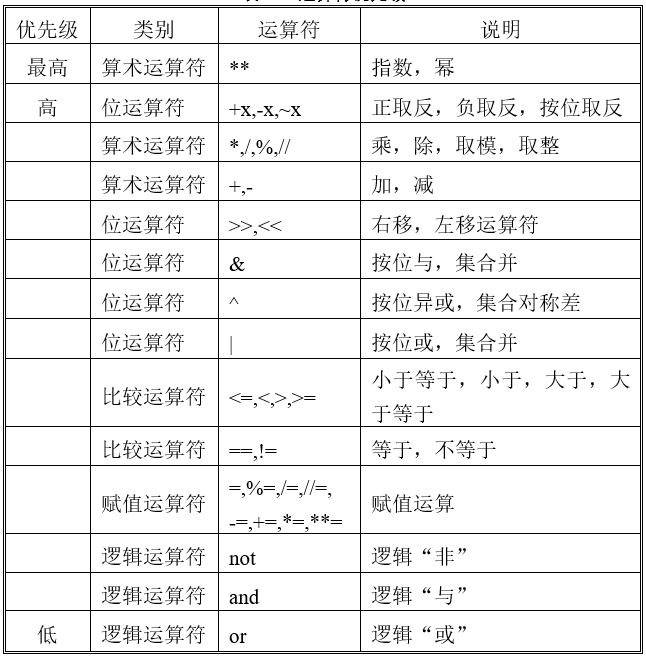 优先级 类别 运算符 说明
最高 算术运算符 ** 指数，幂
高 位运算符 +x,-x,~x 正取反，负取反，按位取反
算术运算符 *,/,%,// 乘，除，取模，取整
算术运算符 +,- 加，减
位运算符 >>,<< 右移，左移运算符
位运算符 & 按位与，集合并
位运算符 ^ 按位异或，集合对称差
位运算符 | 按位或，集合并
比较运算符 <=,<,>,>= 小于等于，小于，大于，大
于等于
比较运算符 ==,!= 等于，不等于
赋值运算符 =,%=,/=,//=,
-=,+=,*=,**= 赋值运算
逻辑运算符 not 逻辑“非”
逻辑运算符 and 逻辑“与”
低 逻辑运算符 or 逻辑“或”